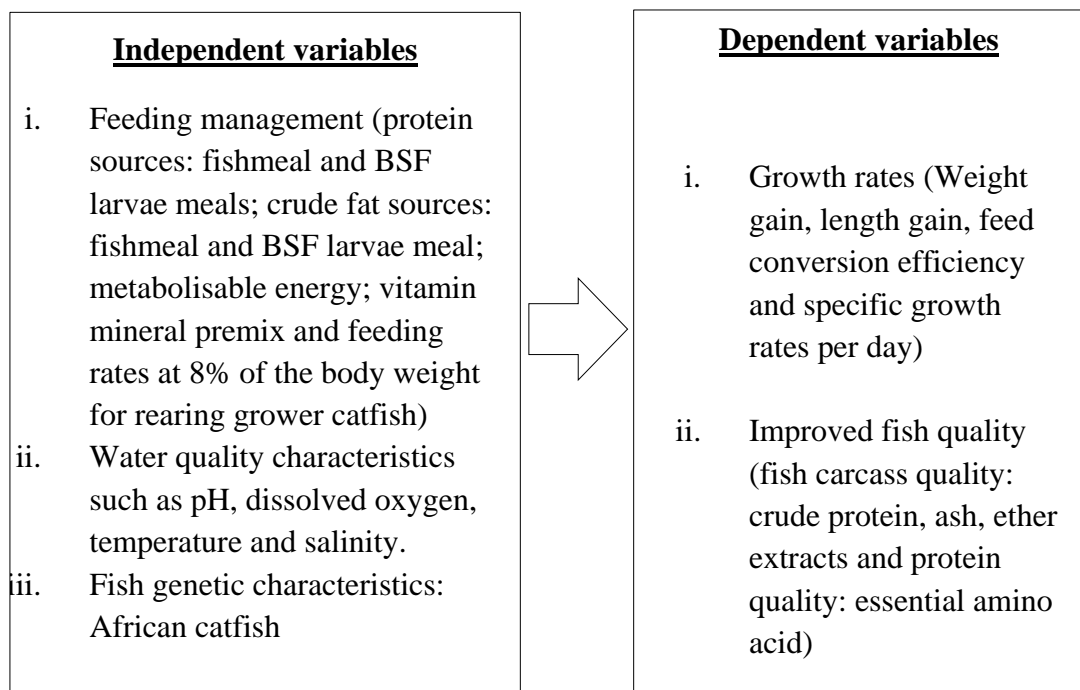 Independent variables
i. Feeding management (protein
sources: fishmeal and BSF
larvae meals; crude fat sources:
fishmeal and BSF larvae meal;
metabolisable energy; vitamin
mineral premix and feeding
rates at 8% of the body weight
for rearing grower catfish)
ii. Water quality characteristics
such as pH, dissolved oxygen,
temperature and salinity.
iii. Fish genetic characteristics:
African catfish
Dependent variables
i. Growth rates (Weight
gain, length gain, feed
conversion efficiency
and specific growth
rates per day)
ii. Improved fish quality
(fish carcass quality:
crude protein, ash, ether
extracts and protein
quality: essential amino
acid)